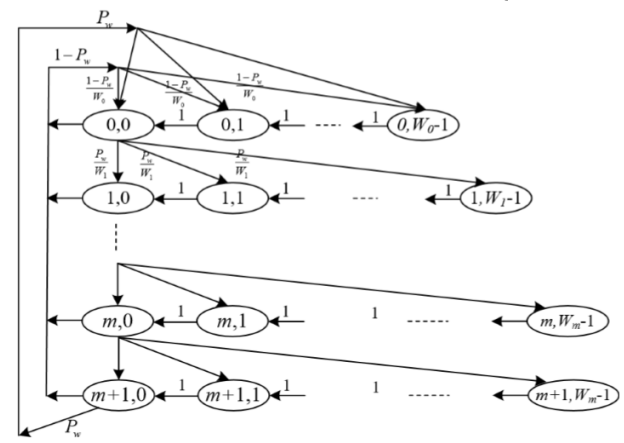 P_w
1−P_w
1−P_w/W_0 1−P_w/W_0 1−P_w/W_0
0,0 1 0,1 1 ---- 1 0,W_0-1
P_w/W_1 P_w/W_1 P_w/W_1
1,0 1 1,1 1 ---- 1 1,W_1-1
m,0 1 m,1 1 1 ------ m,W_m-1
m+1,0 1 m+1,1 1 1 ------ m+1,W_m-1
P_w